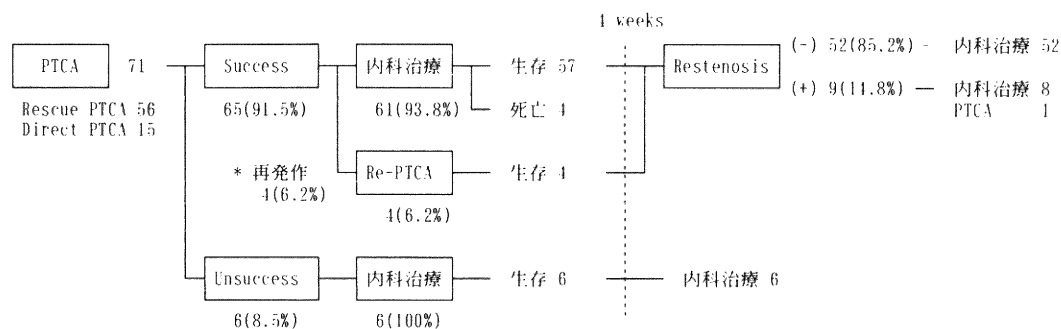 4 weeks
PTCA 71 Success 内科治療 生存 57 Restenosis (-) 52(85.2%) - 内科治療 52
Rescue PTCA 56 65(91.5%) 61(93.8%) 死亡 4 (+) 9(14.8%) — 内科治療 8
Direct PTCA 15 PTCA 1
* 再発作 Re-PTCA 生存 4
4(6.2%) 4(6.2%)
Unsuccess 内科治療 生存 6 内科治療 6
6(8.5%) 6(100%)